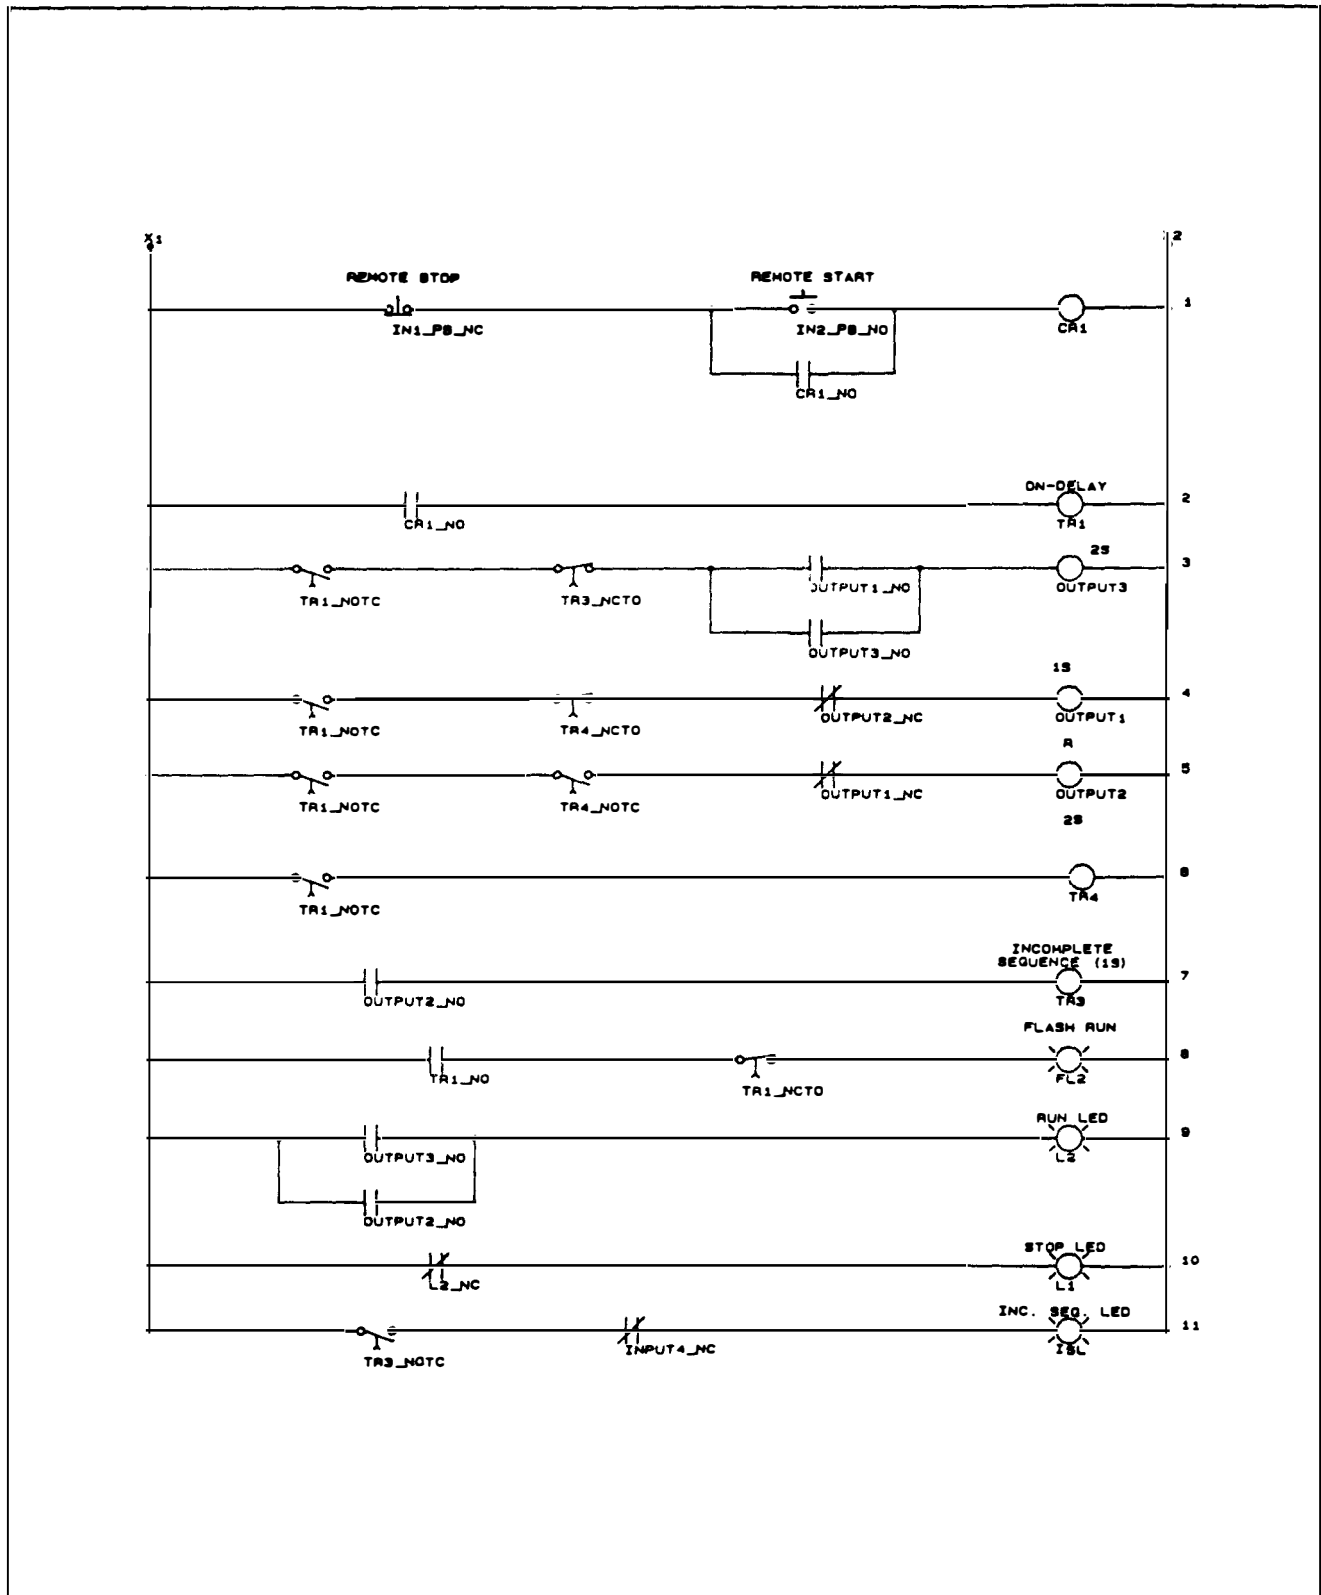 X1
2
REMOTE STOP
REMOTE START
1
IN1_PB_NC
IN2_PB_NO
CR1
CR1_NO
ON-DELAY
2
CR1_NO
TR1
2S
3
TR1_NOTC
TR3_NCTO
OUTPUT1_NO
OUTPUT3
OUTPUT3_NO
1S
4
TR1_NOTC
TR4_NCTO
OUTPUT2_NC
OUTPUT1
R
5
TR1_NOTC
TR4_NOTC
OUTPUT1_NC
OUTPUT2
2S
6
TR1_NOTC
TR4
INCOMPLETE
SEQUENCE (1S)
7
OUTPUT2_NO
TR3
FLASH RUN
8
TR1_NO
TR1_NCTO
FL2
RUN LED
9
OUTPUT3_NO
L2
OUTPUT2_NO
STOP LED
10
L2_NC
L1
INC. SEQ. LED
11
TR3_NOTC
INPUT4_NC
ISL